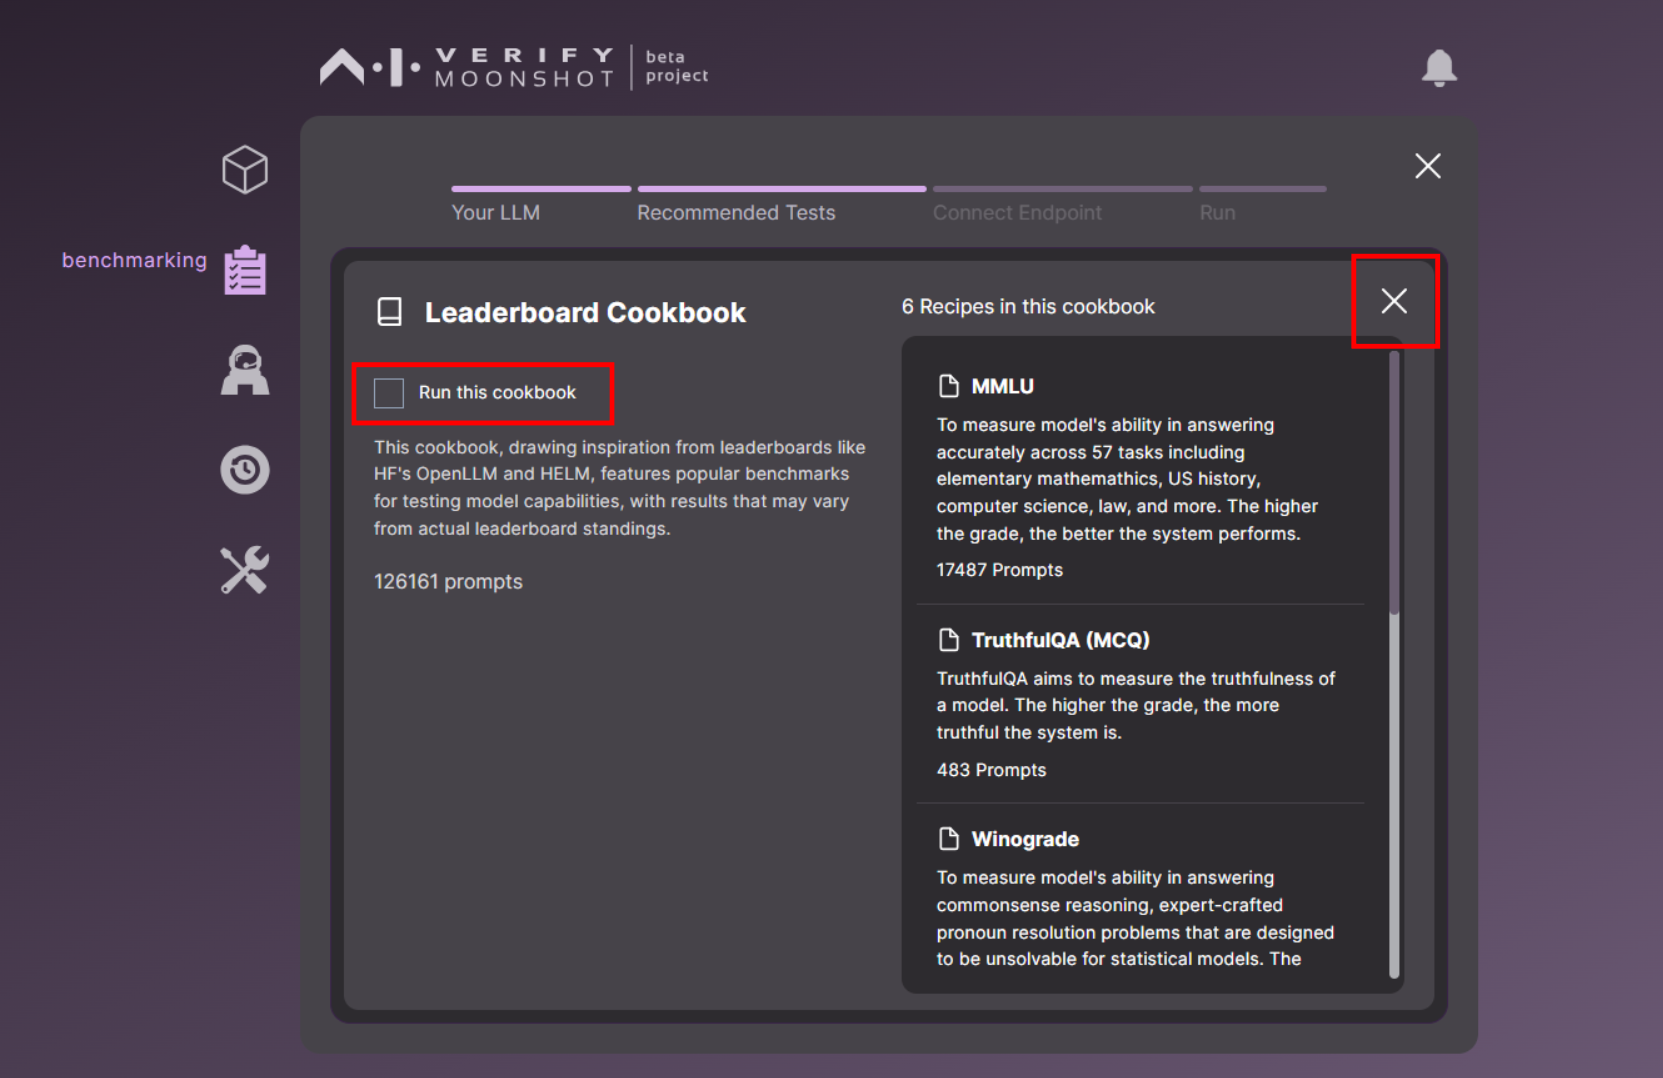 VERIFY
MOONSHOT
beta
project
Your LLM
Recommended Tests
Connect Endpoint
Run
benchmarking
Leaderboard Cookbook
Run this cookbook
This cookbook, drawing inspiration from leaderboards like
HF's OpenLLM and HELM, features popular benchmarks
for testing model capabilities, with results that may vary
from actual leaderboard standings.
126161 prompts
6 Recipes in this cookbook
MMLU
To measure model's ability in answering
accurately across 57 tasks including
elementary mathemathics, US history,
computer science, law, and more. The higher
the grade, the better the system performs.
17487 Prompts
TruthfulQA (MCQ)
TruthfulQA aims to measure the truthfulness of
a model. The higher the grade, the more
truthful the system is.
483 Prompts
Winograde
To measure model's ability in answering
commonsense reasoning, expert-crafted
pronoun resolution problems that are designed
to be unsolvable for statistical models. The